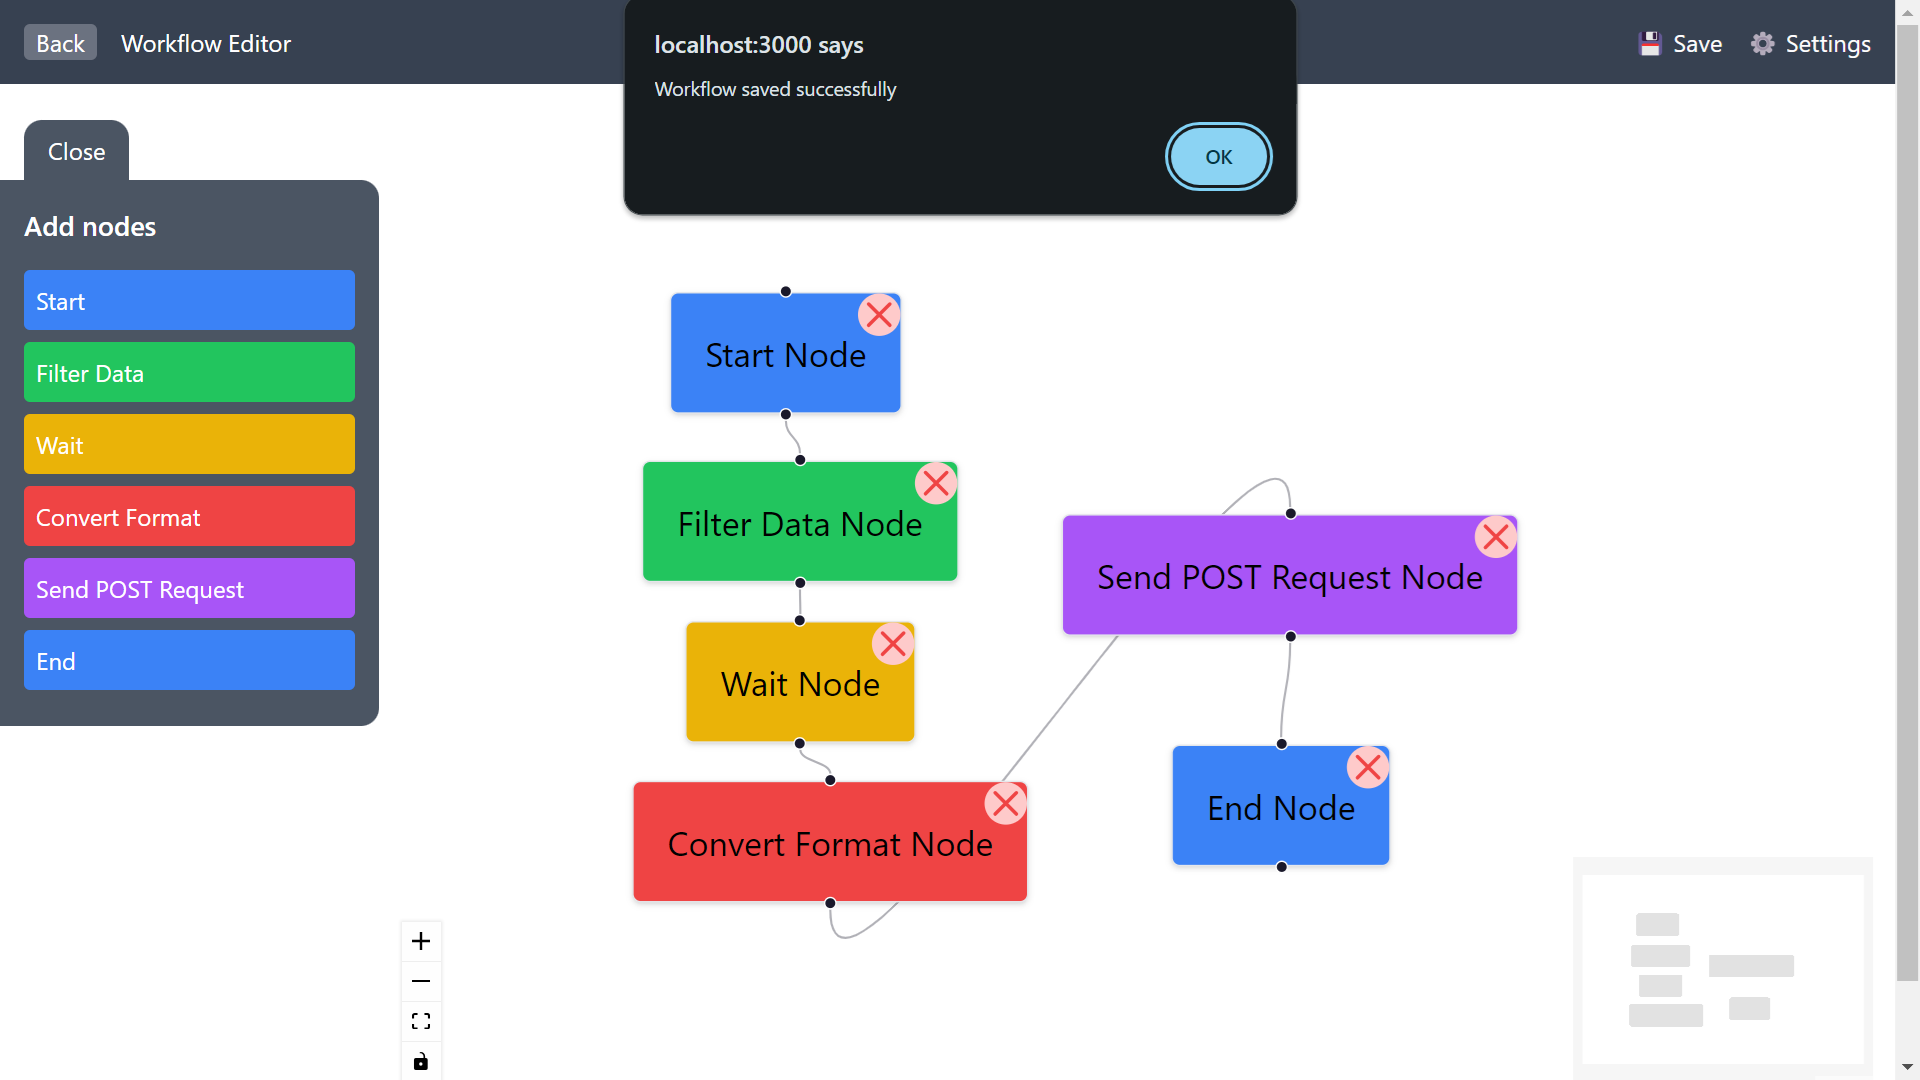 Back
Workflow Editor
localhost:3000 says
Workflow saved successfully
OK
Save
Settings
Close
Add nodes
Start
Filter Data
Wait
Convert Format
Send POST Request
End
Start Node
Filter Data Node
Wait Node
Convert Format Node
Send POST Request Node
End Node